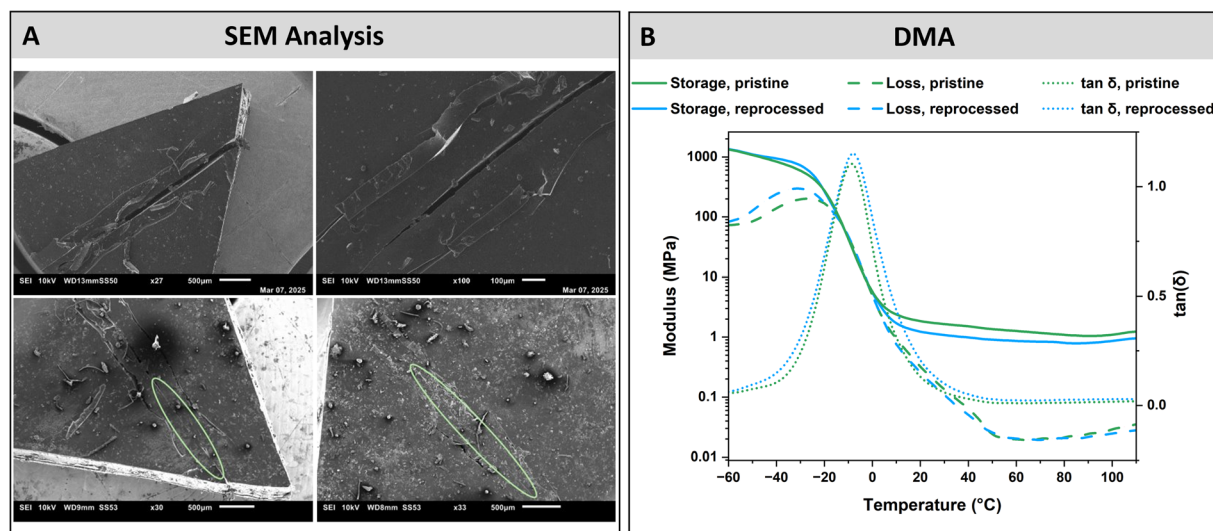 A SEM Analysis
SEI 10kV WD13mmSS50 x27 500µm
Mar 07, 2025
SEI 10kV WD13mmSS50 x100 100µm
Mar 07, 2025
SEI 10kV WD9mm SS53 x30 500µm
SEI 10kV WD8mm SS53 x33 500µm
B DMA
Storage, pristine Loss, pristine tan δ, pristine
Storage, reprocessed Loss, reprocessed tan δ, reprocessed
Modulus (MPa)
1000
100
10
1
0.1
0.01
−60 −40 −20 0 20 40 60 80 100
Temperature (°C)
1.0
0.5
0.0
tan(δ)